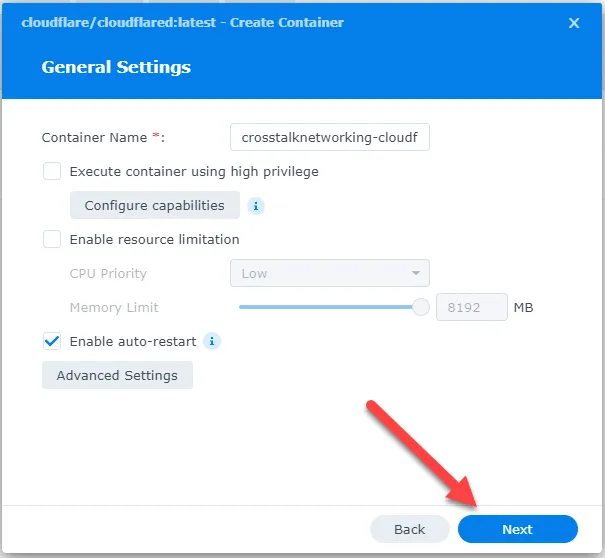 cloudflare/cloudflared:latest - Create Container
General Settings
Container Name *: crosstalknetworking-cloudf
Execute container using high privilege
Configure capabilities i
Enable resource limitation
CPU Priority Low
Memory Limit 8192 MB
Enable auto-restart i
Advanced Settings
Back Next